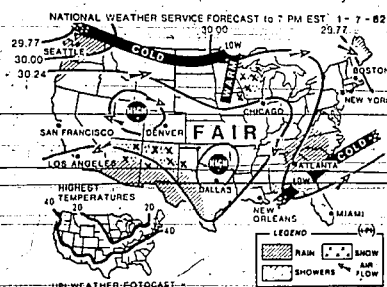 NATIONAL WEATHER SERVICE FORECAST to 7 PM EST 1-7-82
29.77
30.00
30.24
30.00
29.77
SEATTLE
COLD
LOW
WARM
BOSTON
NEW YORK
CHICAGO
HIGH
SAN FRANCISCO
DENVER
FAIR
LOS ANGELES
HIGH
DALLAS
ATLANTA
COLD
LOW
NEW ORLEANS
MIAMI
HIGHEST
TEMPERATURES
40
20
20
40
LEGEND
RAIN
SNOW
SHOWERS
AIR
FLOW
UPI WEATHER FOTOCAST